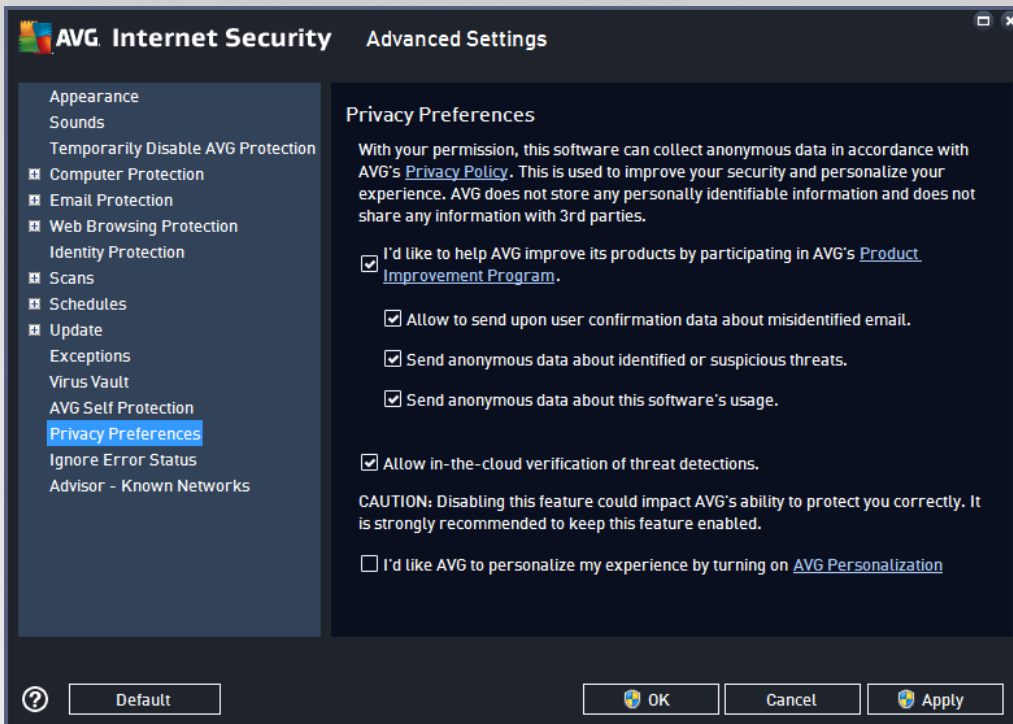 AVG. Internet Security Advanced Settings
Appearance
Sounds
Temporarily Disable AVG Protection
Computer Protection
Email Protection
Web Browsing Protection
Identity Protection
Scans
Schedules
Update
Exceptions
Virus Vault
AVG Self Protection
Privacy Preferences
Ignore Error Status
Advisor - Known Networks
Privacy Preferences
With your permission, this software can collect anonymous data in accordance with
AVG's Privacy Policy. This is used to improve your security and personalize your
experience. AVG does not store any personally identifiable information and does not
share any information with 3rd parties.
I'd like to help AVG improve its products by participating in AVG's Product
Improvement Program.
Allow to send upon user confirmation data about misidentified email.
Send anonymous data about identified or suspicious threats.
Send anonymous data about this software's usage.
Allow in-the-cloud verification of threat detections.
CAUTION: Disabling this feature could impact AVG's ability to protect you correctly. It
is strongly recommended to keep this feature enabled.
I'd like AVG to personalize my experience by turning on AVG Personalization
? Default OK Cancel Apply